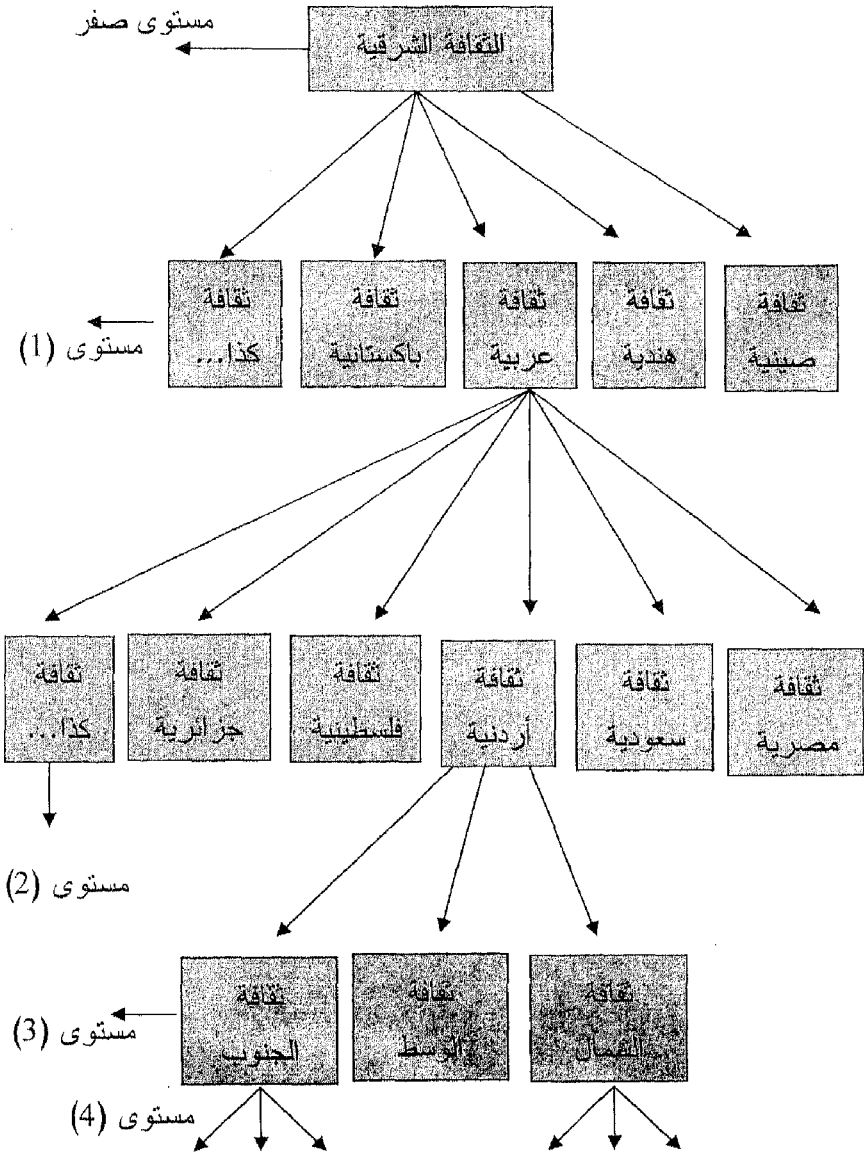 مستوى صفر
الثقافة الشرقية
ثقافة
صينية
ثقافة
هندية
ثقافة
عربية
ثقافة
باكستانية
ثقافة
كذا...
مستوى (1)
ثقافة
مصرية
ثقافة
سعودية
ثقافة
أردنية
ثقافة
فلسطينية
ثقافة
جزائرية
ثقافة
كذا...
مستوى (2)
ثقافة
الشمال
ثقافة
الوسط
ثقافة
الجنوب
مستوى (3)
مستوى (4)